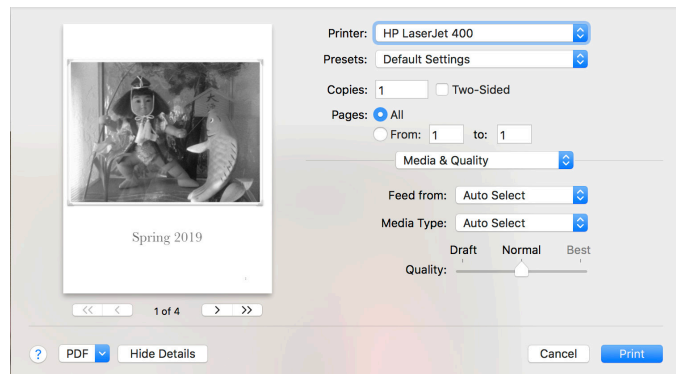 Printer: HP LaserJet 400
Presets: Default Settings
Copies: 1 Two-Sided
Pages: All
From: 1 to: 1
Media & Quality
Feed from: Auto Select
Media Type: Auto Select
Draft Normal Best
Quality:
Spring 2019
<< < 1 of 4 > >>
? PDF Hide Details Cancel Print